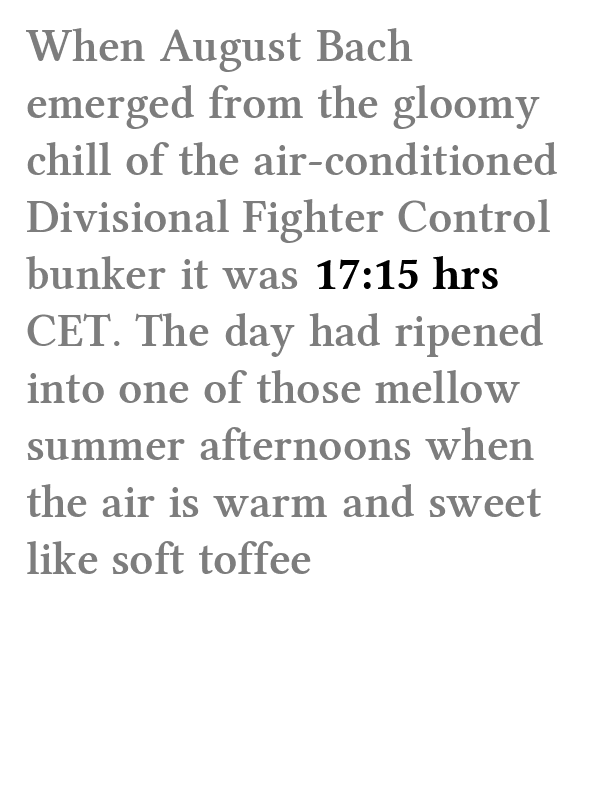 When August Bach
emerged from the gloomy
chill of the air-conditioned
Divisional Fighter Control
bunker it was 17:15 hrs
CET. The day had ripened
into one of those mellow
summer afternoons when
the air is warm and sweet
like soft toffee